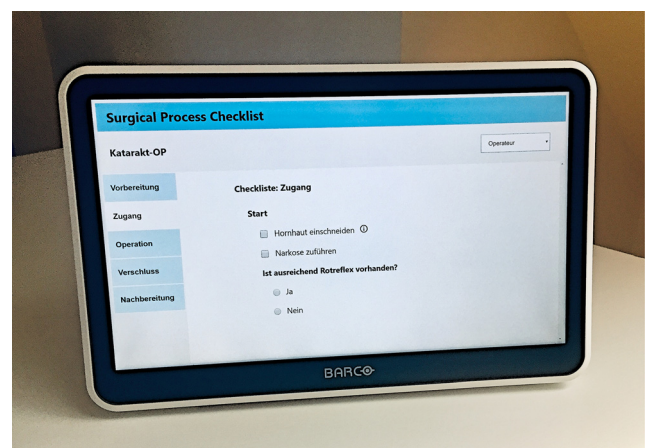 Surgical Process Checklist
Katarakt-OP
Operateur
Vorbereitung
Zugang
Operation
Verschluss
Nachbereitung
Checkliste: Zugang
Start
Hornhaut einschneiden
Narkose zuführen
Ist ausreichend Rotreflex vorhanden?
Ja
Nein
BARCO